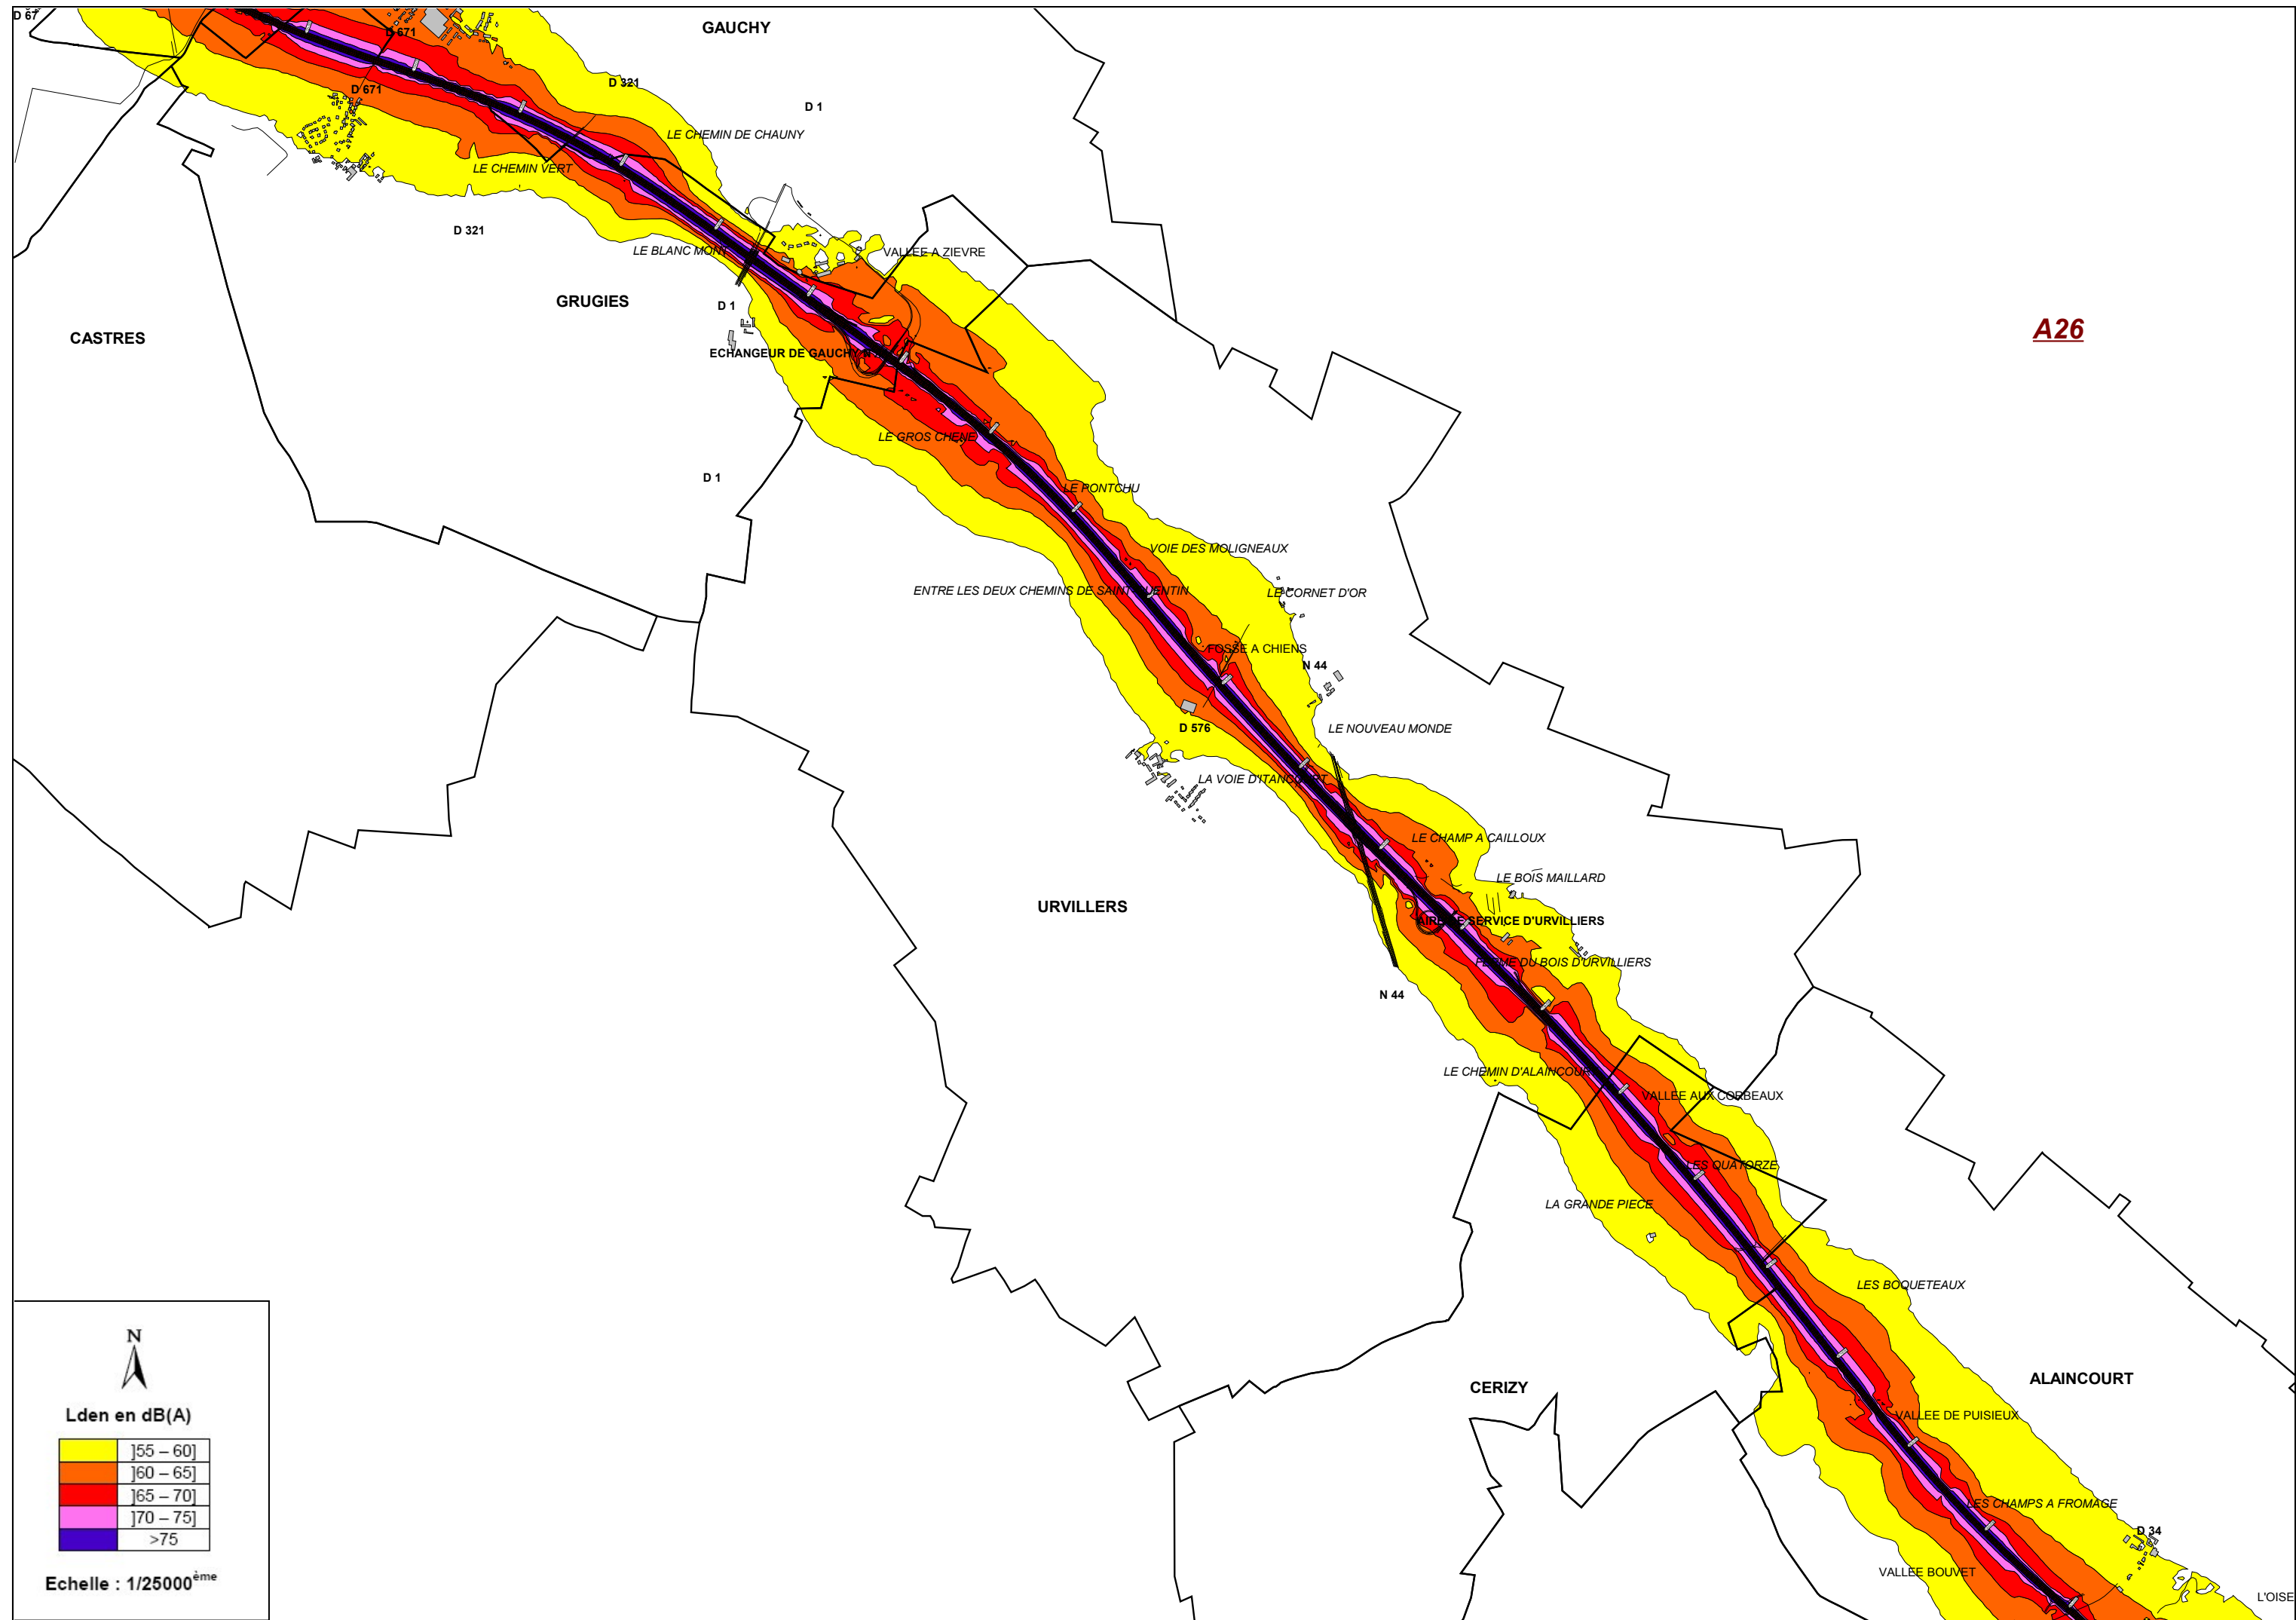 D 67
GAUCHY
D 671
D 321
D 671
D 1
LE CHEMIN DE CHAUNY
LE CHEMIN VERT
D 321
LE BLANC MONT
VALLEE A ZIEVRE
GRUGIES
D 1
A26
CASTRES
ECHANGEUR DE GAUCHY N
LE GROS CHENE
D 1
LE PONTCHU
VOIE DES MOLIGNEAUX
ENTRE LES DEUX CHEMINS DE SAINT QUENTIN
LE CORNET D'OR
FOSSE A CHIENS
N 44
D 576
LE NOUVEAU MONDE
LA VOIE D'ITANCOURT
LE CHAMP A CAILLOUX
LE BOIS MAILLARD
URVILLERS
AIRE DE SERVICE D'URVILLIERS
FERME DU BOIS D'URVILLIERS
N 44
LE CHEMIN D'ALAINCOURT
VALLEE AUX CORBEAUX
LES QUATORZE
LA GRANDE PIECE
LES BOQUETEAUX
ALAINCOURT
CERIZY
VALLEE DE PUISIEUX
LES CHAMPS A FROMAGE
D 34
VALLEE BOUVET
L'OISE
N
Lden en dB(A)
]55 – 60]
]60 – 65]
]65 – 70]
]70 – 75]
>75
Echelle : 1/25000ème